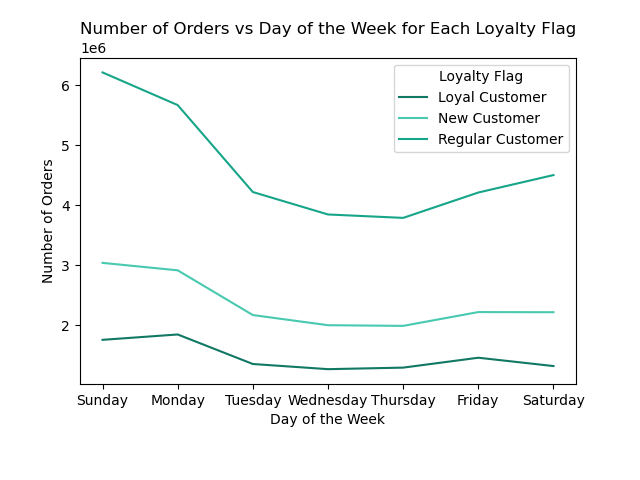 Number of Orders vs Day of the Week for Each Loyalty Flag
1e6
Loyalty Flag
Loyal Customer
New Customer
Regular Customer
6
5
4
3
2
Number of Orders
Sunday Monday Tuesday Wednesday Thursday Friday Saturday
Day of the Week